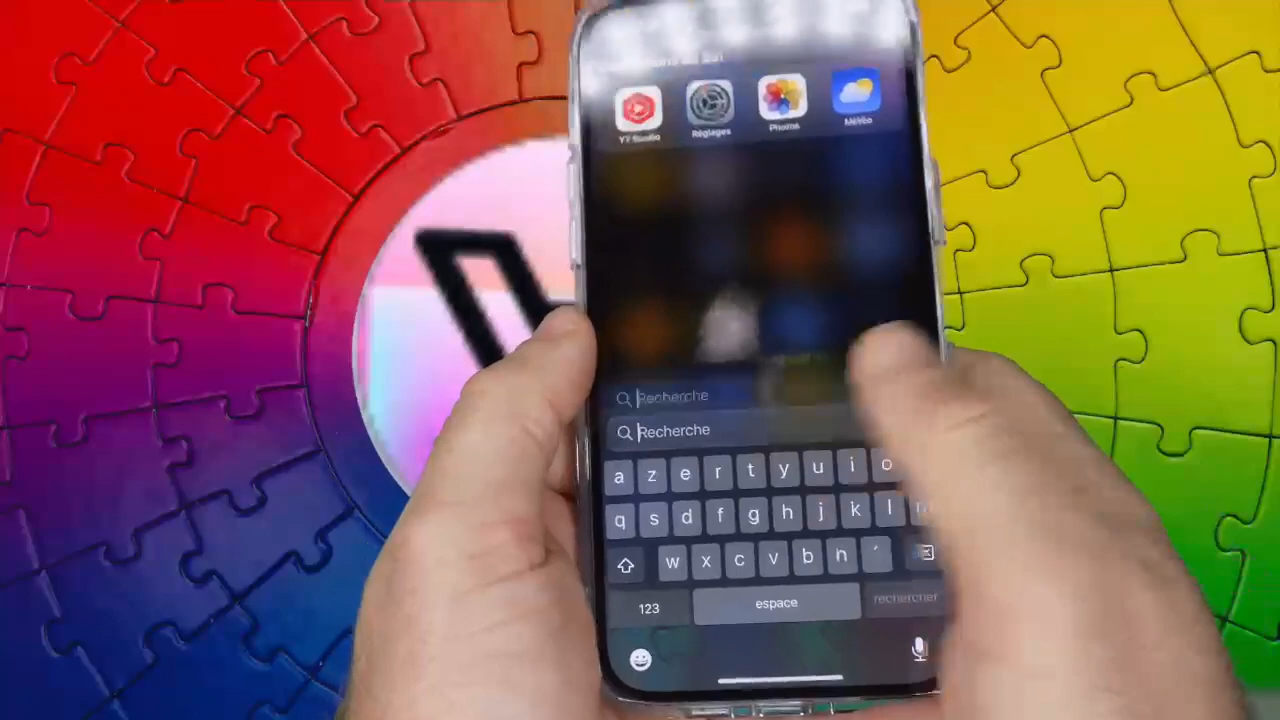 YT Studio Réglages Photos Météo
Recherche
Recherche
a z e r t y u i o
q s d f g h j k l
w x c v b n ´
123 espace rechercher